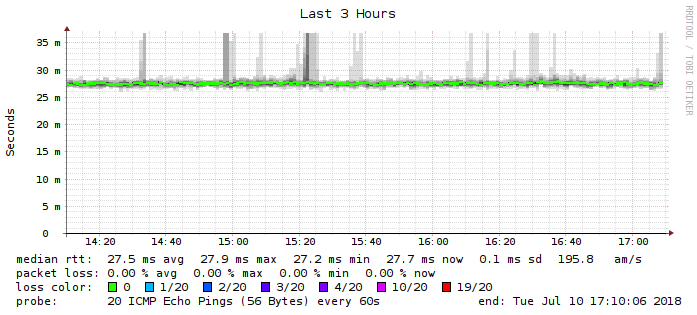 Last 3 Hours
RRDTOOL / TOBI OETIKER
Seconds
35 m
30 m
25 m
20 m
15 m
10 m
5 m
0
14:20 14:40 15:00 15:20 15:40 16:00 16:20 16:40 17:00
median rtt: 27.5 ms avg 27.9 ms max 27.2 ms min 27.7 ms now 0.1 ms sd 195.8 am/s
packet loss: 0.00 % avg 0.00 % max 0.00 % min 0.00 % now
loss color: 0 1/20 2/20 3/20 4/20 10/20 19/20
probe: 20 ICMP Echo Pings (56 Bytes) every 60s end: Tue Jul 10 17:10:06 2018